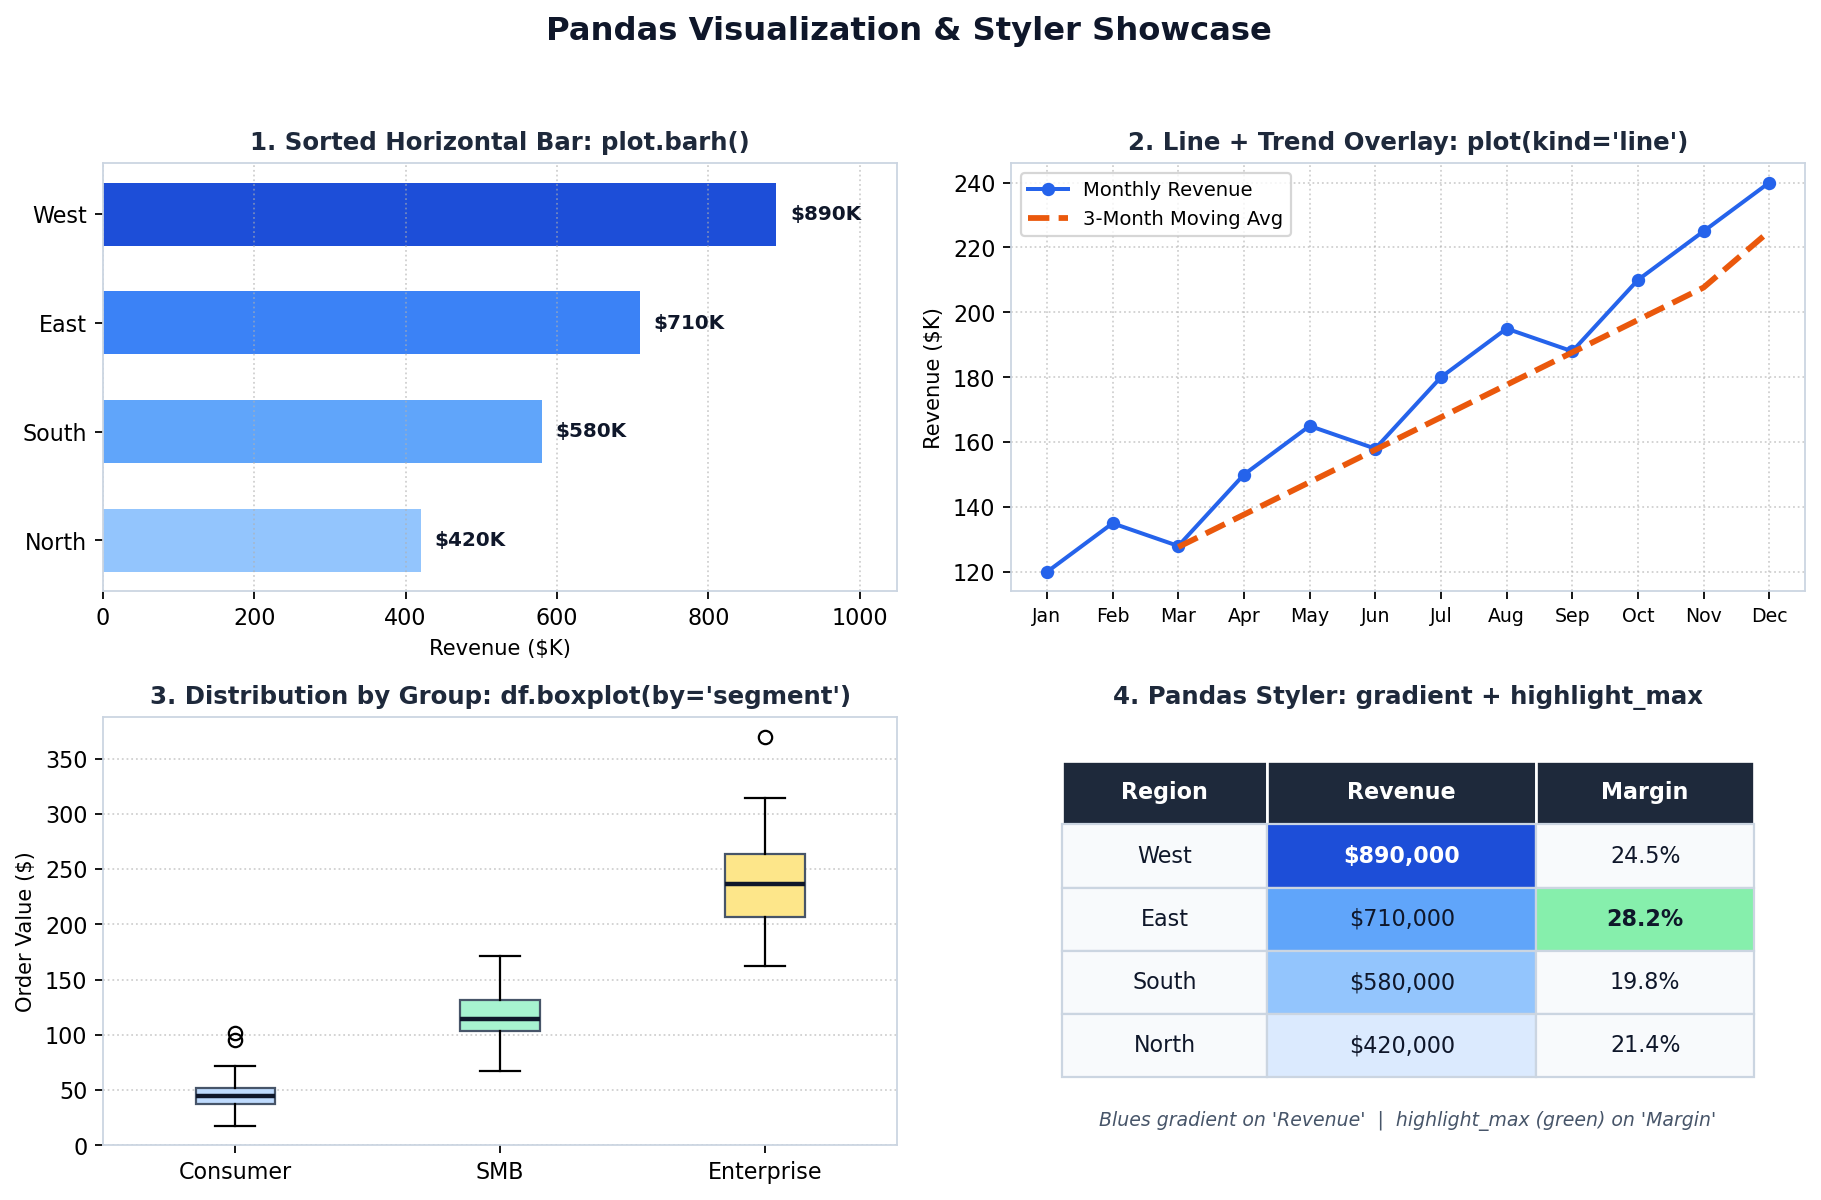 Pandas Visualization & Styler Showcase
1. Sorted Horizontal Bar: plot.barh()
West
$890K
East
$710K
South
$580K
North
$420K
0 200 400 600 800 1000
Revenue ($K)
2. Line + Trend Overlay: plot(kind='line')
Monthly Revenue
3-Month Moving Avg
Revenue ($K)
240
220
200
180
160
140
120
Jan Feb Mar Apr May Jun Jul Aug Sep Oct Nov Dec
3. Distribution by Group: df.boxplot(by='segment')
Order Value ($)
350
300
250
200
150
100
50
0
Consumer SMB Enterprise
4. Pandas Styler: gradient + highlight_max
Region Revenue Margin
West $890,000 24.5%
East $710,000 28.2%
South $580,000 19.8%
North $420,000 21.4%
Blues gradient on 'Revenue' | highlight_max (green) on 'Margin'